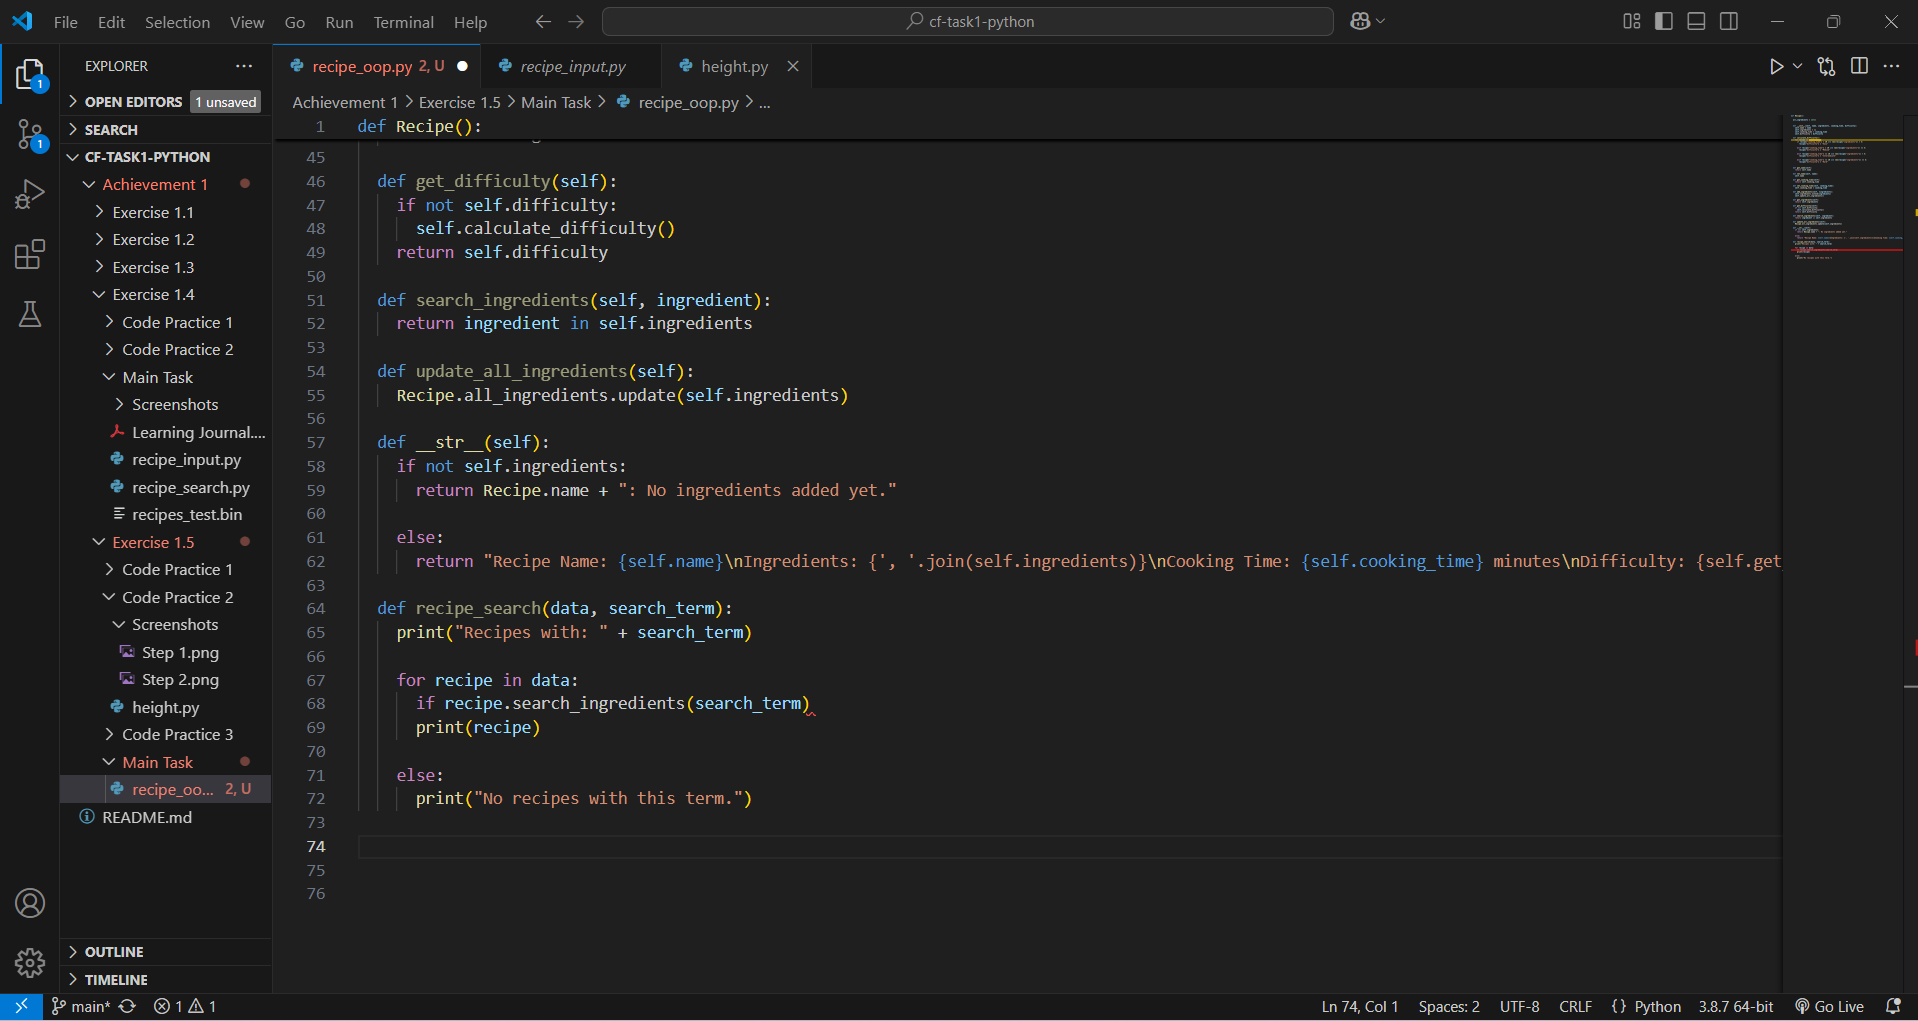 File Edit Selection View Go Run Terminal Help
cf-task1-python
EXPLORER
OPEN EDITORS 1 unsaved
SEARCH
CF-TASK1-PYTHON
Achievement 1
Exercise 1.1
Exercise 1.2
Exercise 1.3
Exercise 1.4
Code Practice 1
Code Practice 2
Main Task
Screenshots
Learning Journal....
recipe_input.py
recipe_search.py
recipes_test.bin
Exercise 1.5
Code Practice 1
Code Practice 2
Screenshots
Step 1.png
Step 2.png
height.py
Code Practice 3
Main Task
recipe_oo... 2, U
README.md
OUTLINE
TIMELINE
1
1
recipe_oop.py 2, U
recipe_input.py
height.py
Achievement 1 > Exercise 1.5 > Main Task > recipe_oop.py > ...
1 def Recipe():
45
46 def get_difficulty(self):
47 if not self.difficulty:
48 self.calculate_difficulty()
49 return self.difficulty
50
51 def search_ingredients(self, ingredient):
52 return ingredient in self.ingredients
53
54 def update_all_ingredients(self):
55 Recipe.all_ingredients.update(self.ingredients)
56
57 def __str__(self):
58 if not self.ingredients:
59 return Recipe.name + ": No ingredients added yet."
60
61 else:
62 return "Recipe Name: {self.name}\nIngredients: {', '.join(self.ingredients)}\nCooking Time: {self.cooking_time} minutes\nDifficulty: {self.get_
63
64 def recipe_search(data, search_term):
65 print("Recipes with: " + search_term)
66
67 for recipe in data:
68 if recipe.search_ingredients(search_term)
69 print(recipe)
70
71 else:
72 print("No recipes with this term.")
73
74
75
76
main* 1 1
Ln 74, Col 1 Spaces: 2 UTF-8 CRLF {} Python 3.8.7 64-bit Go Live